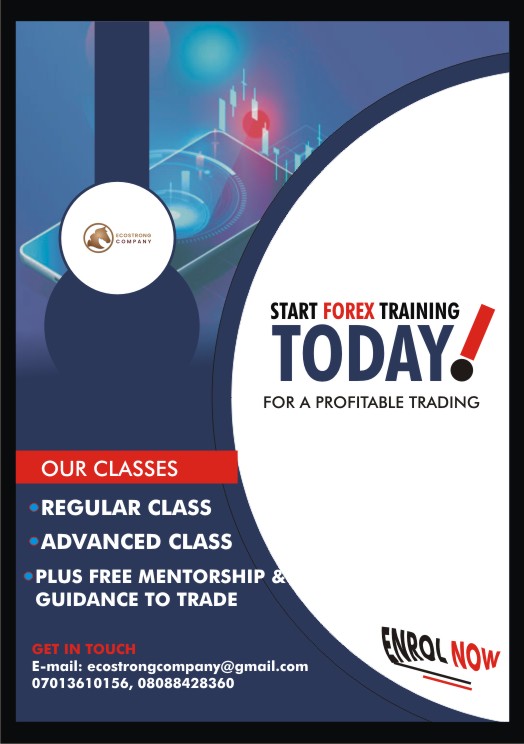 ECOSTRONG
COMPANY
START FOREX TRAINING
TODAY!
FOR A PROFITABLE TRADING
OUR CLASSES
•REGULAR CLASS
•ADVANCED CLASS
•PLUS FREE MENTORSHIP &
GUIDANCE TO TRADE
GET IN TOUCH
E-mail: ecostrongcompany@gmail.com
07013610156, 08088428360
ENROL NOW